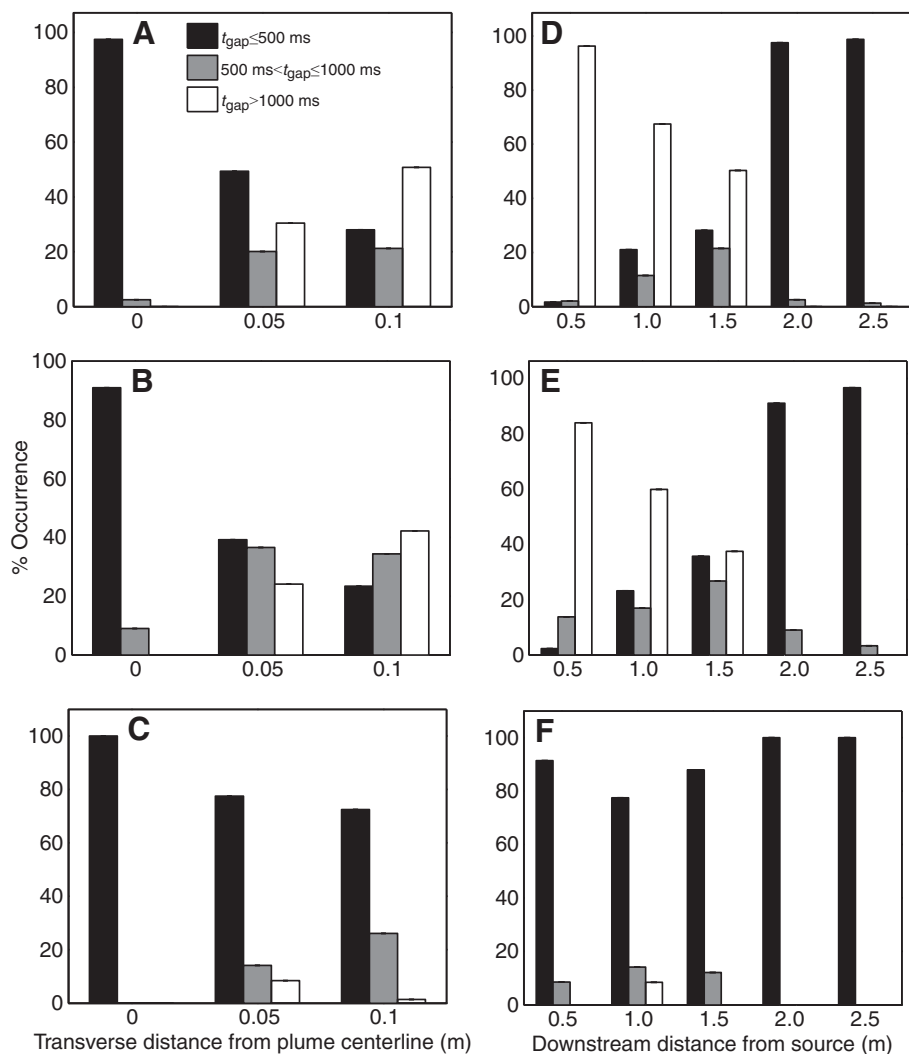 A
t_gap≤500 ms
500 ms<t_gap≤1000 ms
t_gap>1000 ms
100
80
60
40
20
0
0 0.05 0.1
D
100
80
60
40
20
0
0.5 1.0 1.5 2.0 2.5
B
100
80
60
40
20
0
0 0.05 0.1
% Occurrence
E
100
80
60
40
20
0
0.5 1.0 1.5 2.0 2.5
C
100
80
60
40
20
0
0 0.05 0.1
Transverse distance from plume centerline (m)
F
100
80
60
40
20
0
0.5 1.0 1.5 2.0 2.5
Downstream distance from source (m)